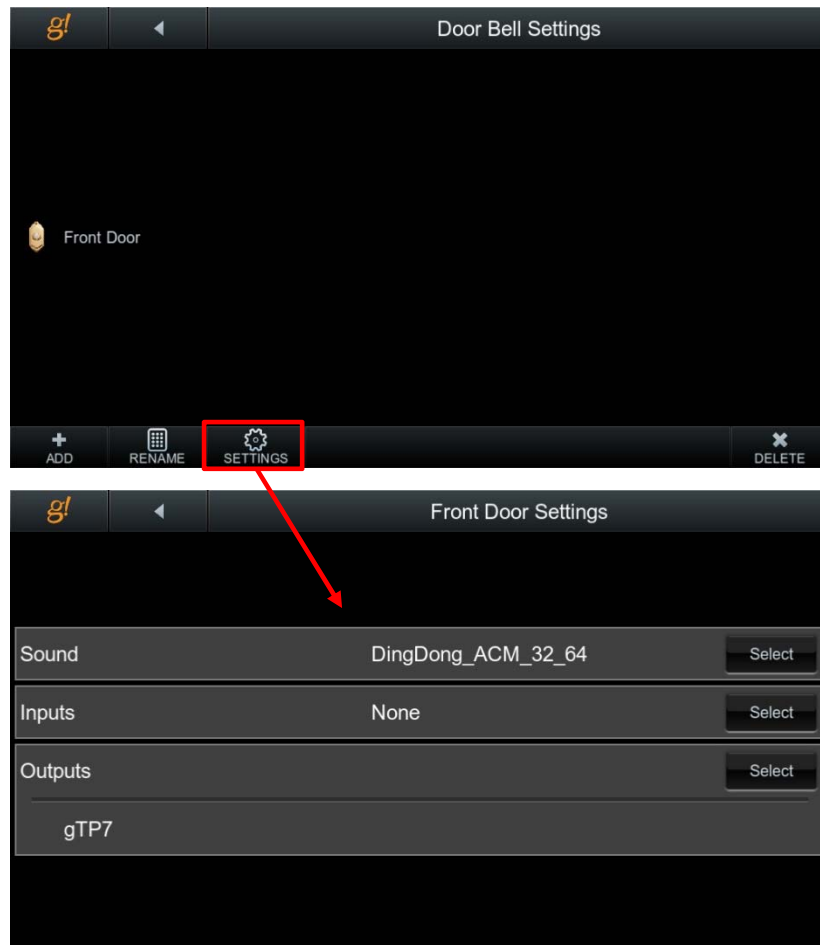 g! Door Bell Settings
Front Door
ADD RENAME SETTINGS DELETE
g! Front Door Settings
Sound DingDong_ACM_32_64 Select
Inputs None Select
Outputs Select
gTP7